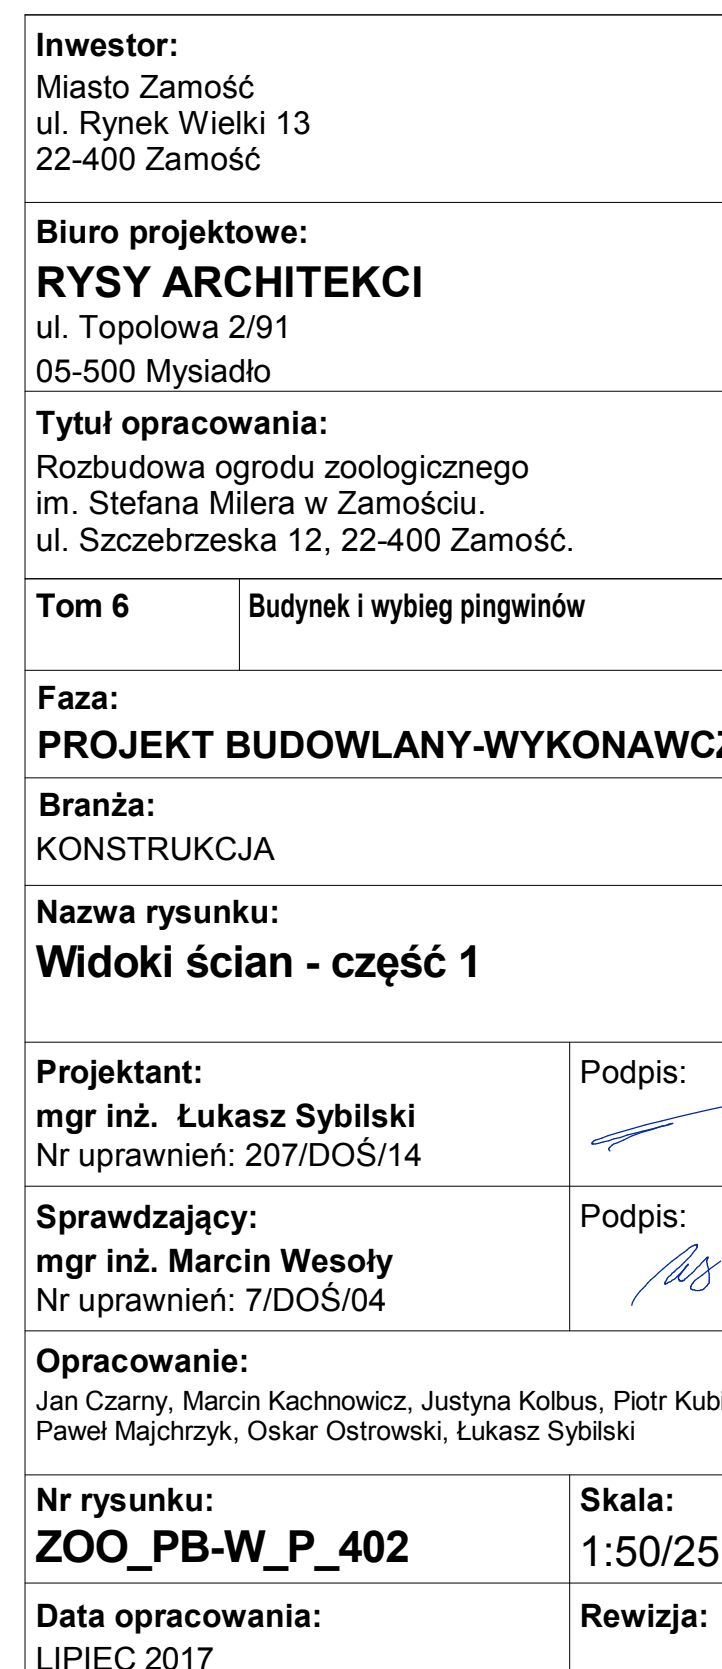 Inwestor:
Miasto Zamość
ul. Rynek Wielki 13
22-400 Zamość
Biuro projektowe:
RYSY ARCHITEKCI
ul. Topolowa 2/91
05-500 Mysiadło
Tytuł opracowania:
Rozbudowa ogrodu zoologicznego
im. Stefana Milera w Zamościu.
ul. Szczebrzeska 12, 22-400 Zamość.
Tom 6 Budynek i wybieg pingwinów
Faza:
PROJEKT BUDOWLANY-WYKONAWCZ
Branża:
KONSTRUKCJA
Nazwa rysunku:
Widoki ścian - część 1
Projektant: Podpis:
mgr inż. Łukasz Sybilski
Nr uprawnień: 207/DOŚ/14
Sprawdzający: Podpis:
mgr inż. Marcin Wesoły
Nr uprawnień: 7/DOŚ/04
Opracowanie:
Jan Czarny, Marcin Kachnowicz, Justyna Kolbus, Piotr Kubi
Paweł Majchrzyk, Oskar Ostrowski, Łukasz Sybilski
Nr rysunku: Skala:
ZOO_PB-W_P_402 1:50/25
Data opracowania: Rewizja:
LIPIEC 2017